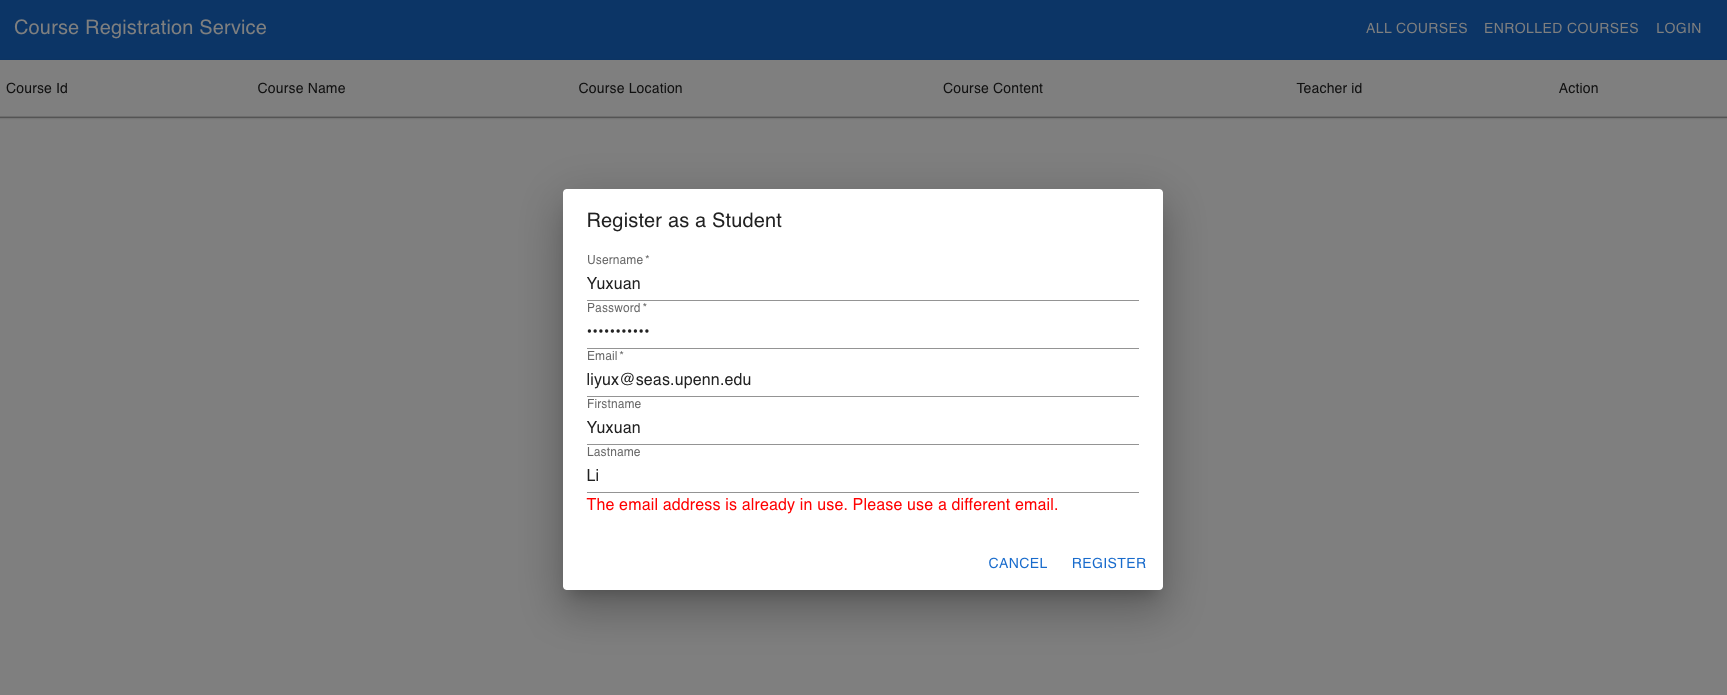 Course Registration Service ALL COURSES ENROLLED COURSES LOGIN
Course Id Course Name Course Location Course Content Teacher id Action
Register as a Student
Username *
Yuxuan
Password *
•••••••••••
Email *
liyux@seas.upenn.edu
Firstname
Yuxuan
Lastname
Li
The email address is already in use. Please use a different email.
CANCEL REGISTER